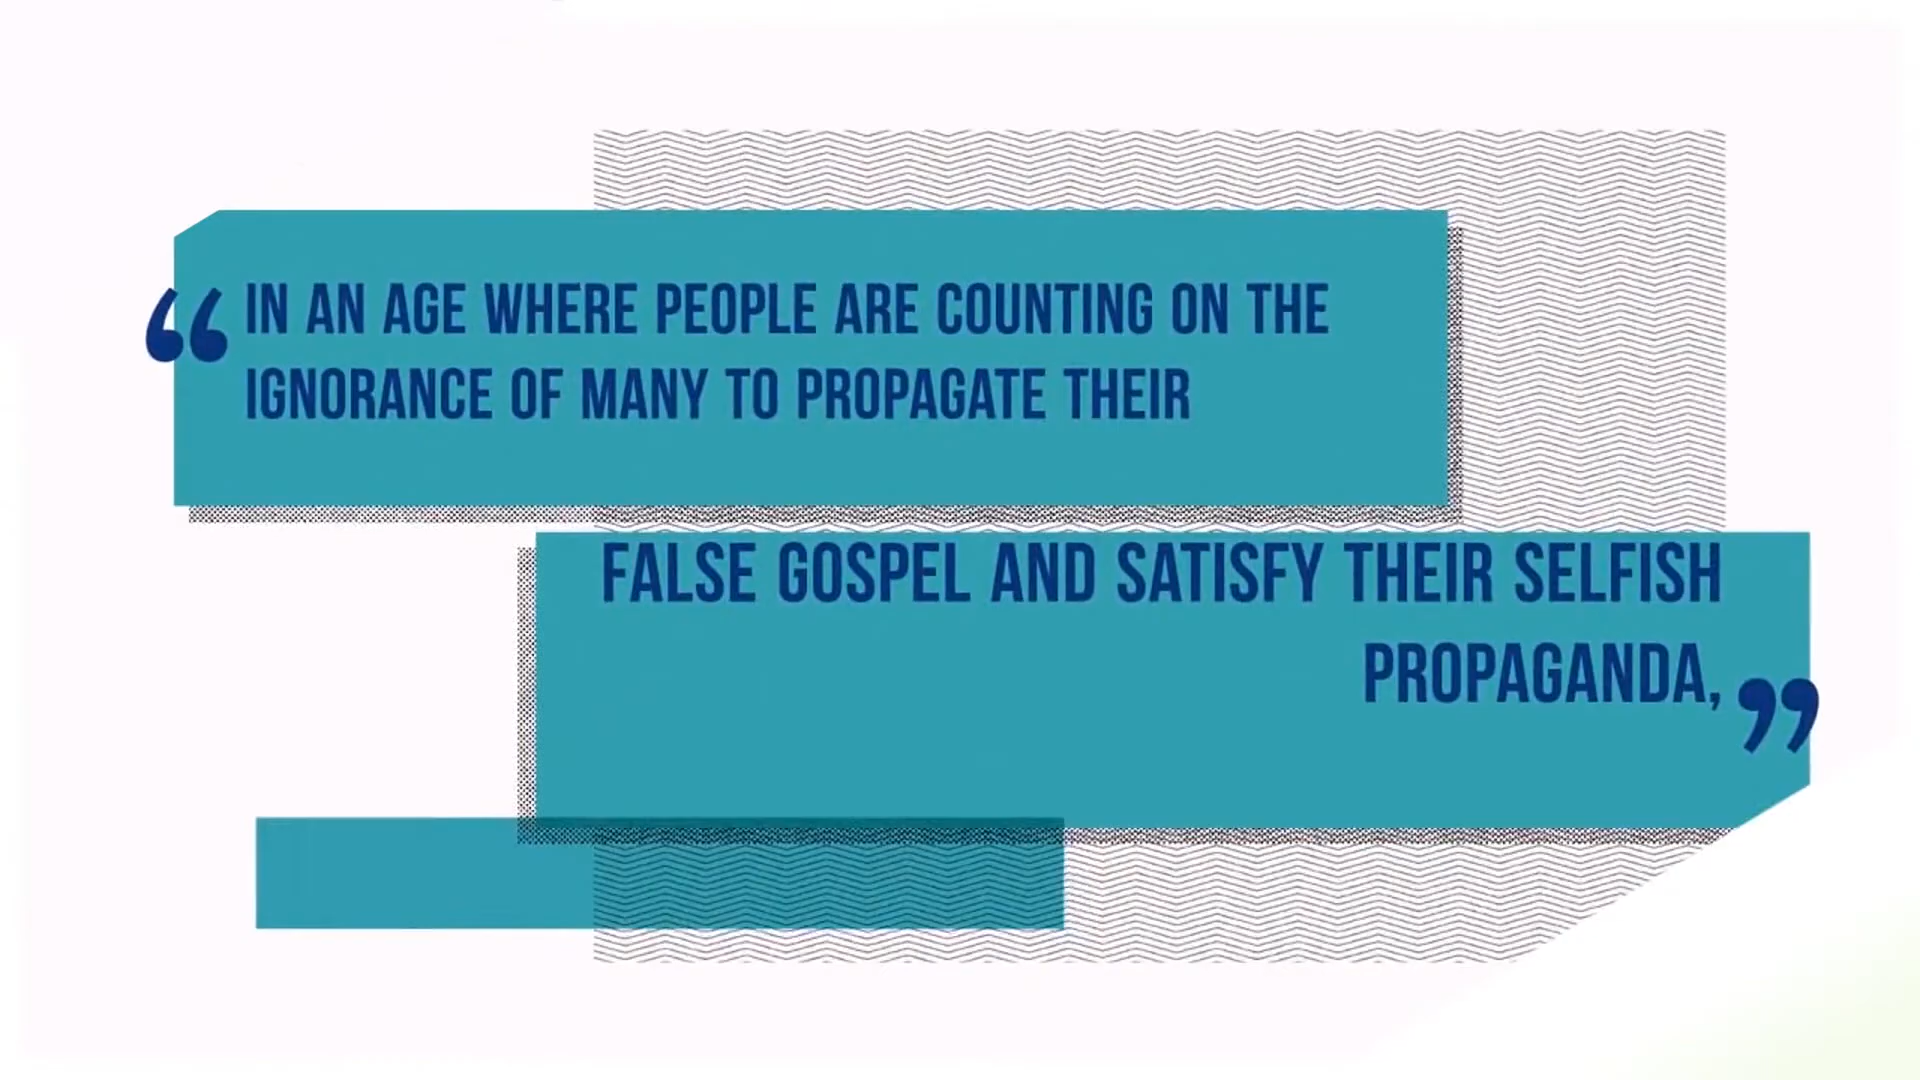 “IN AN AGE WHERE PEOPLE ARE COUNTING ON THE
IGNORANCE OF MANY TO PROPAGATE THEIR
FALSE GOSPEL AND SATISFY THEIR SELFISH
PROPAGANDA,”